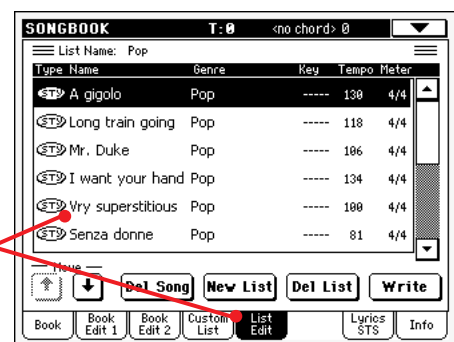 SONGBOOK T:0 <no chord> 0
List Name: Pop
Type Name Genre Key Tempo Meter
STY A gigolo Pop ----- 130 4/4
STY Long train going Pop ----- 118 4/4
STY Mr. Duke Pop ----- 106 4/4
STY I want your hand Pop ----- 134 4/4
STY Vry superstitious Pop ----- 100 4/4
STY Senza donne Pop ----- 81 4/4
Move
Del Song New List Del List Write
Book Book Edit 1 Book Edit 2 Custom List List Edit Lyrics STS Info